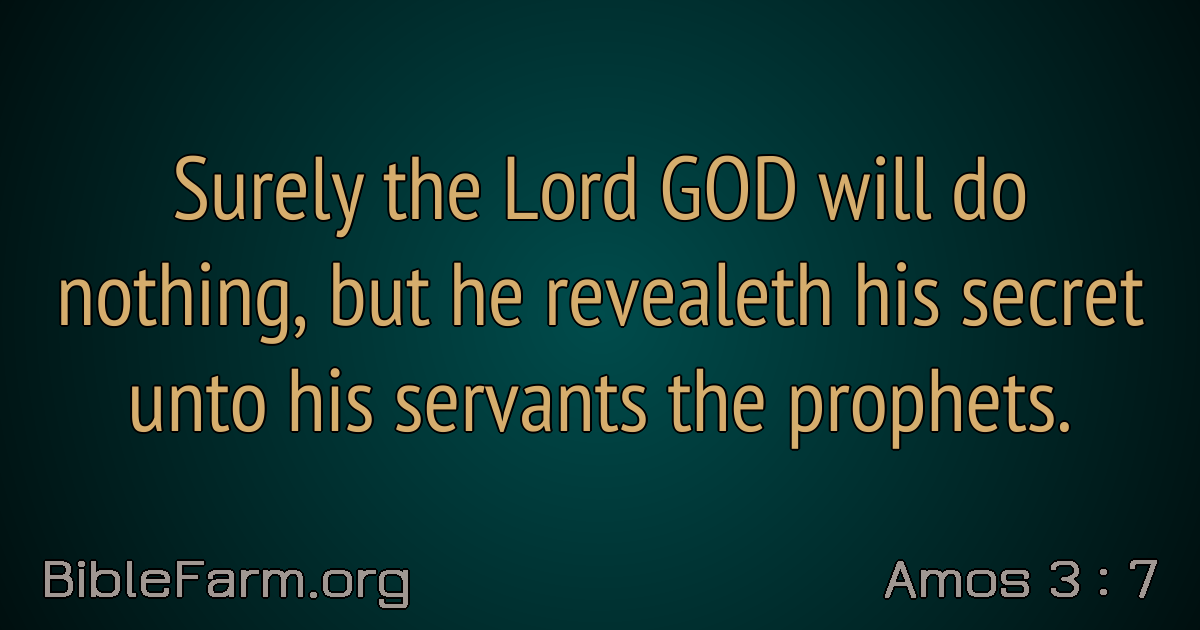 Surely the Lord GOD will do
nothing, but he revealeth his secret
unto his servants the prophets.
BibleFarm.org
Amos 3 : 7